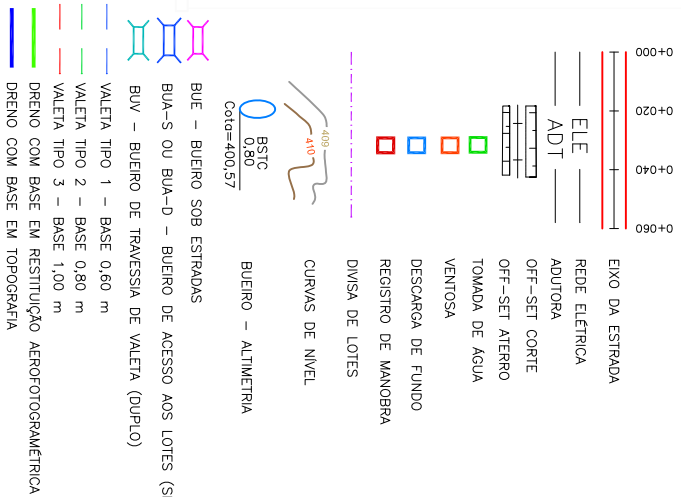 0+000
0+020
0+040
0+060
EIXO DA ESTRADA
ELE
REDE ELÉTRICA
ADT
ADUTORA
OFF-SET CORTE
OFF-SET ATERRO
TOMADA DE ÁGUA
VENTOSA
DESCARGA DE FUNDO
REGISTRO DE MANOBRA
DIVISA DE LOTES
409
410
CURVAS DE NÍVEL
BSTC
0,80
Cota=400,57
BUEIRO - ALTIMETRIA
BUE - BUEIRO SOB ESTRADAS
BUA-S OU BUA-D - BUEIRO DE ACESSO AOS LOTES
BUV - BUEIRO DE TRAVESSIA DE VALETA (DUPLO)
VALETA TIPO 1 - BASE 0,60 m
VALETA TIPO 2 - BASE 0,80 m
VALETA TIPO 3 - BASE 1,00 m
DRENO COM BASE EM RESTITUIÇÃO AEROFOTOGRAMÉTRICA
DRENO COM BASE EM TOPOGRAFIA